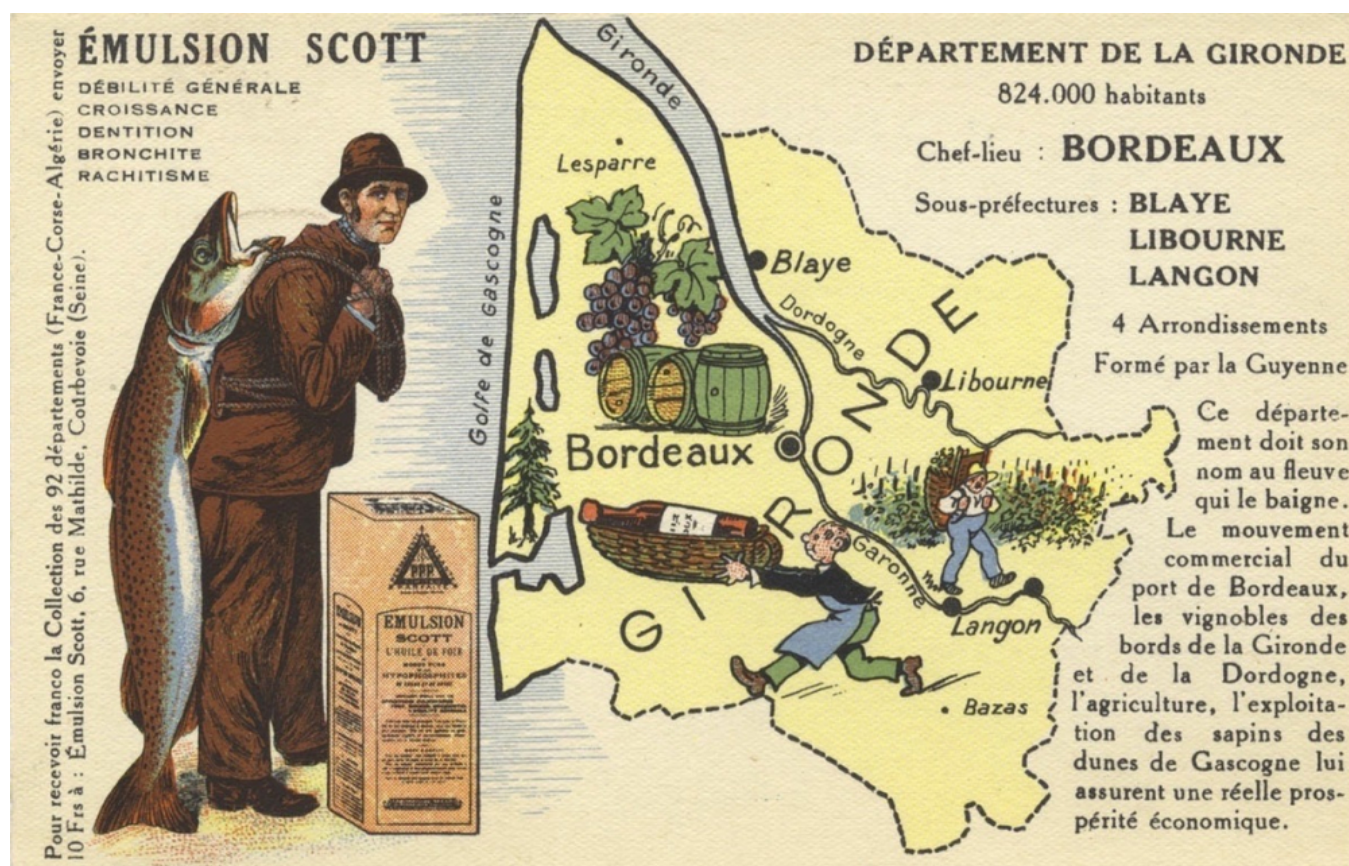 Pour recevoir franco la Collection des 92 départements (France-Corse-Algérie) envoyer
10 Frs à : Émulsion Scott, 6, rue Mathilde, Courbevoie (Seine).
ÉMULSION SCOTT
DÉBILITÉ GÉNÉRALE
CROISSANCE
DENTITION
BRONCHITE
RACHITISME
PPP
EMULSION
SCOTT
L'HUILE DE FOIE
HYPOPHOSPHITES
Golfe de Gascogne
Gironde
Lesparre
Blaye
Dordogne
Libourne
Bordeaux
GIRONDE
Garonne
Langon
Bazas
DÉPARTEMENT DE LA GIRONDE
824.000 habitants
Chef-lieu : BORDEAUX
Sous-préfectures : BLAYE
LIBOURNE
LANGON
4 Arrondissements
Formé par la Guyenne
Ce départe-
ment doit son
nom au fleuve
qui le baigne.
Le mouvement
commercial du
port de Bordeaux,
les vignobles des
bords de la Gironde
et de la Dordogne,
l'agriculture, l'exploita-
tion des sapins des
dunes de Gascogne lui
assurent une réelle pros-
périté économique.